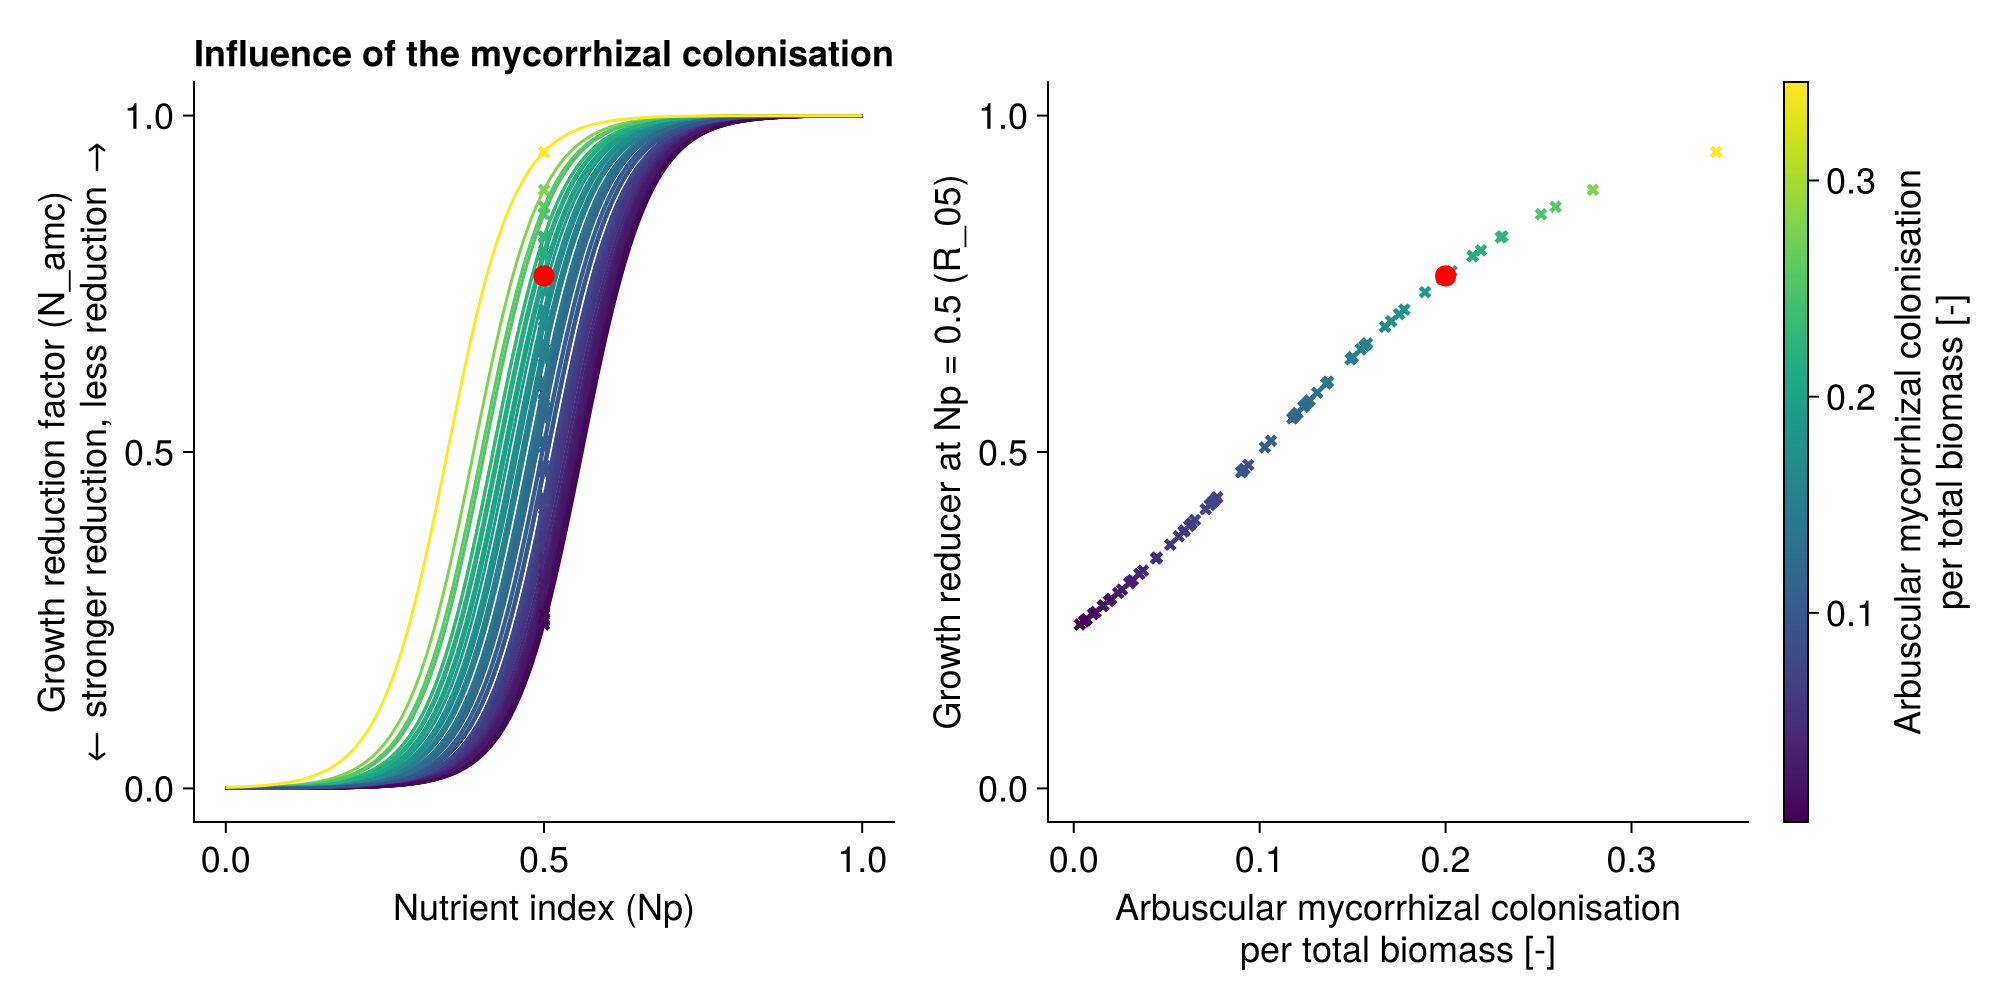 Influence of the mycorrhizal colonisation
Growth reduction factor (N_amc)
← stronger reduction, less reduction →
1.0
0.5
0.0
0.0
0.5
1.0
Nutrient index (Np)
Growth reducer at Np = 0.5 (R_05)
1.0
0.5
0.0
0.0
0.1
0.2
0.3
Arbuscular mycorrhizal colonisation
per total biomass [-]
0.3
0.2
0.1
Arbuscular mycorrhizal colonisation
per total biomass [-]